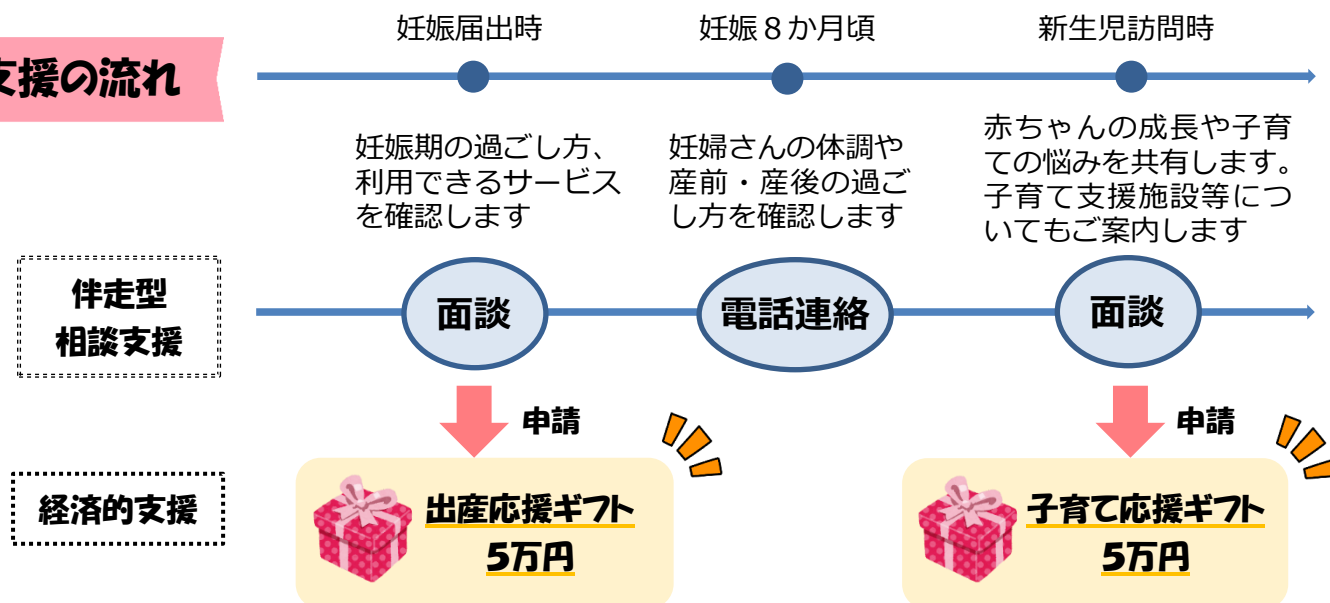 支援の流れ
妊娠届出時
妊娠８か月頃
新生児訪問時
妊娠期の過ごし方、
利用できるサービス
を確認します
妊婦さんの体調や
産前・産後の過ご
し方を確認します
赤ちゃんの成長や子育
ての悩みを共有します。
子育て支援施設等につ
いてもご案内します
伴走型
相談支援
面談
電話連絡
面談
申請
申請
経済的支援
出産応援ギフト
5万円
子育て応援ギフト
5万円